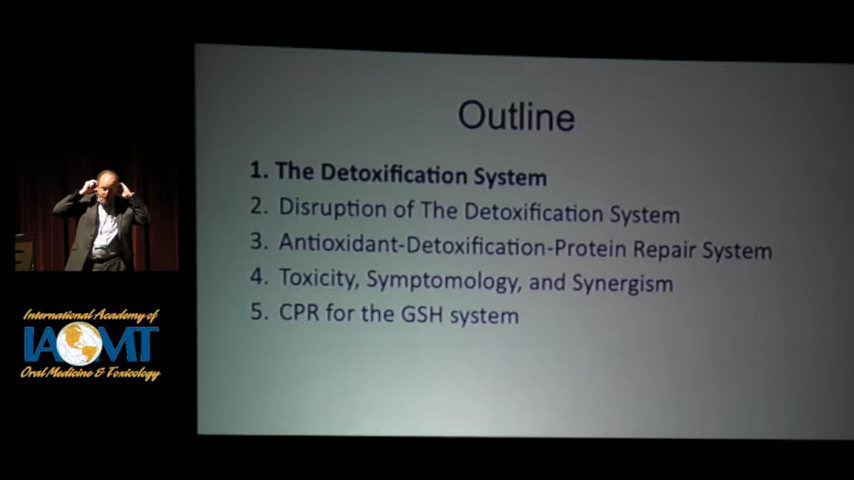 Outline
1. The Detoxification System
2. Disruption of The Detoxification System
3. Antioxidant-Detoxification-Protein Repair System
4. Toxicity, Symptomology, and Synergism
5. CPR for the GSH system
International Academy of
IAOMT
Oral Medicine & Toxicology